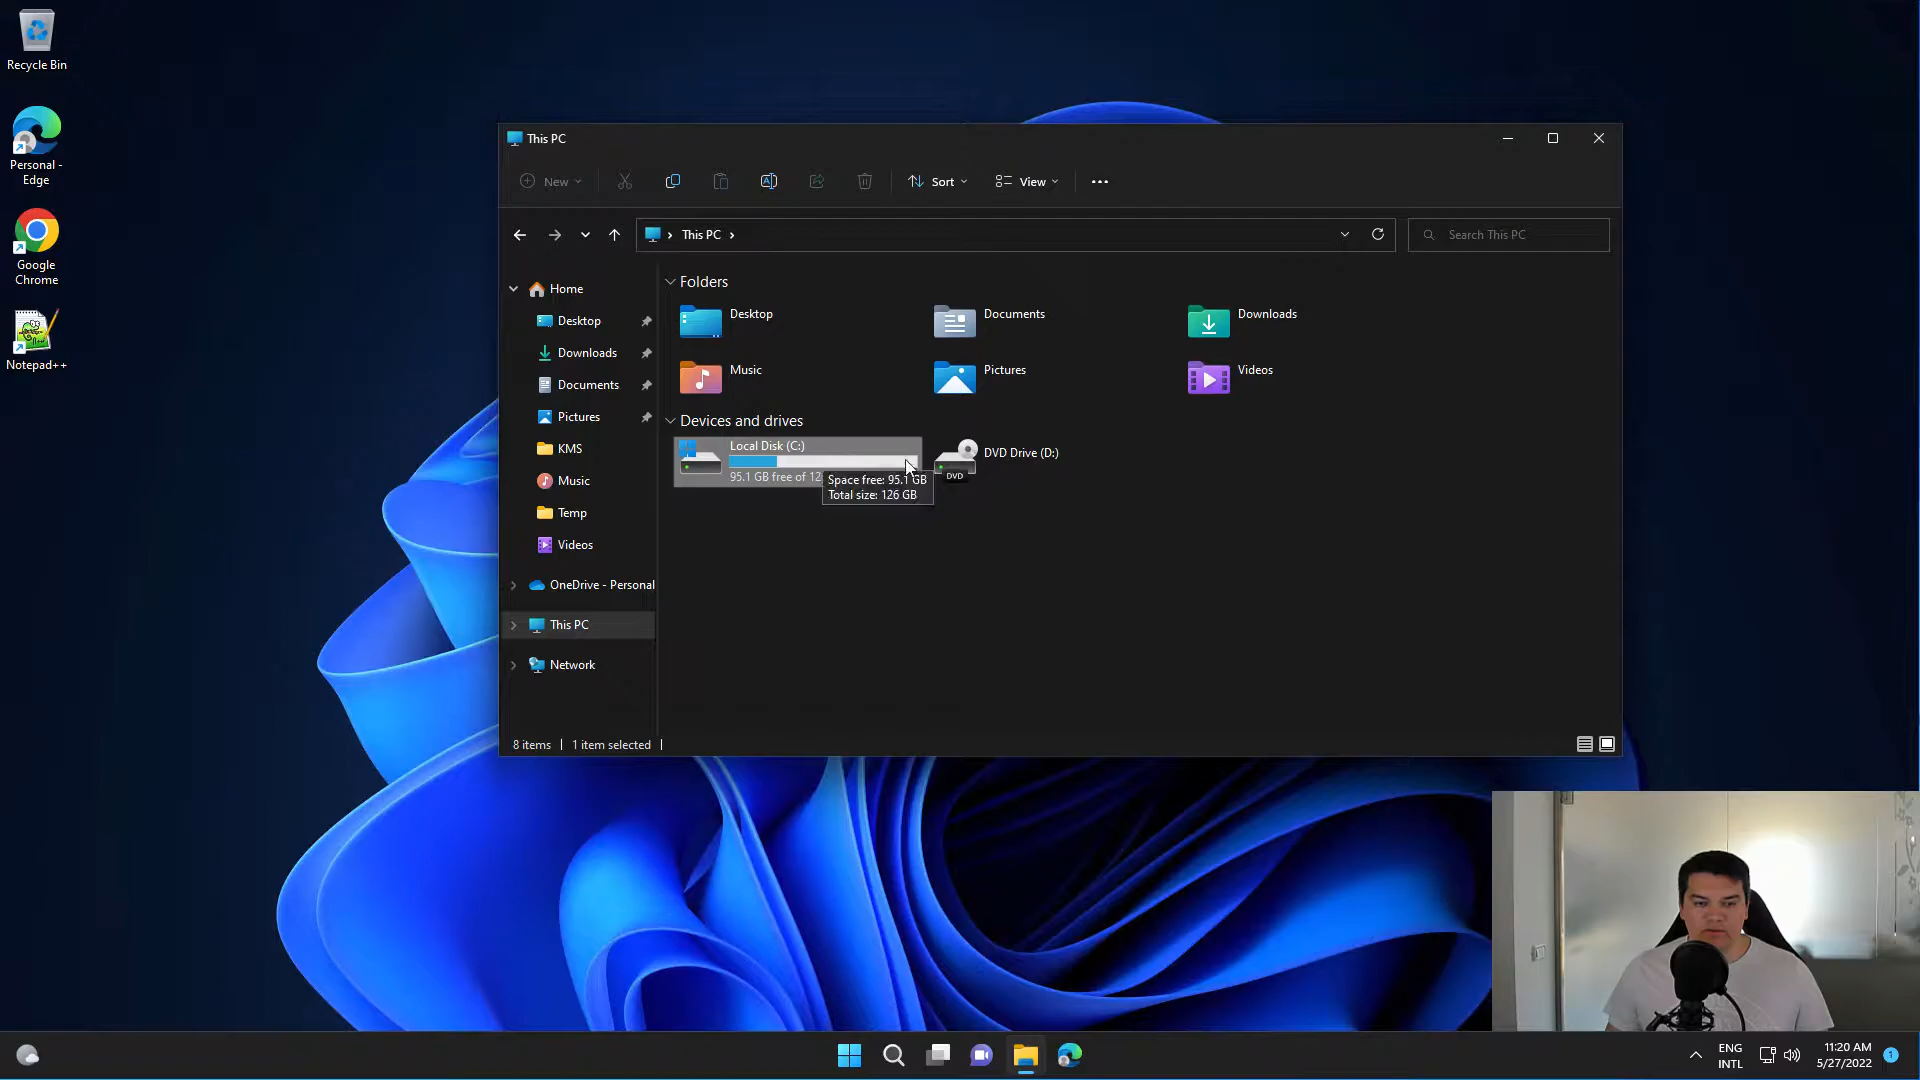 Recycle Bin
Personal -
Edge
Google
Chrome
Notepad++
This PC
New
Sort
View
This PC
Search This PC
Home
Desktop
Downloads
Documents
Pictures
KMS
Music
Temp
Videos
OneDrive - Personal
This PC
Network
Folders
Desktop
Documents
Downloads
Music
Pictures
Videos
Devices and drives
Local Disk (C:)
95.1 GB free of 12
Space free: 95.1 GB
Total size: 126 GB
DVD Drive (D:)
DVD
8 items
1 item selected
ENG
INTL
11:20 AM
5/27/2022
1